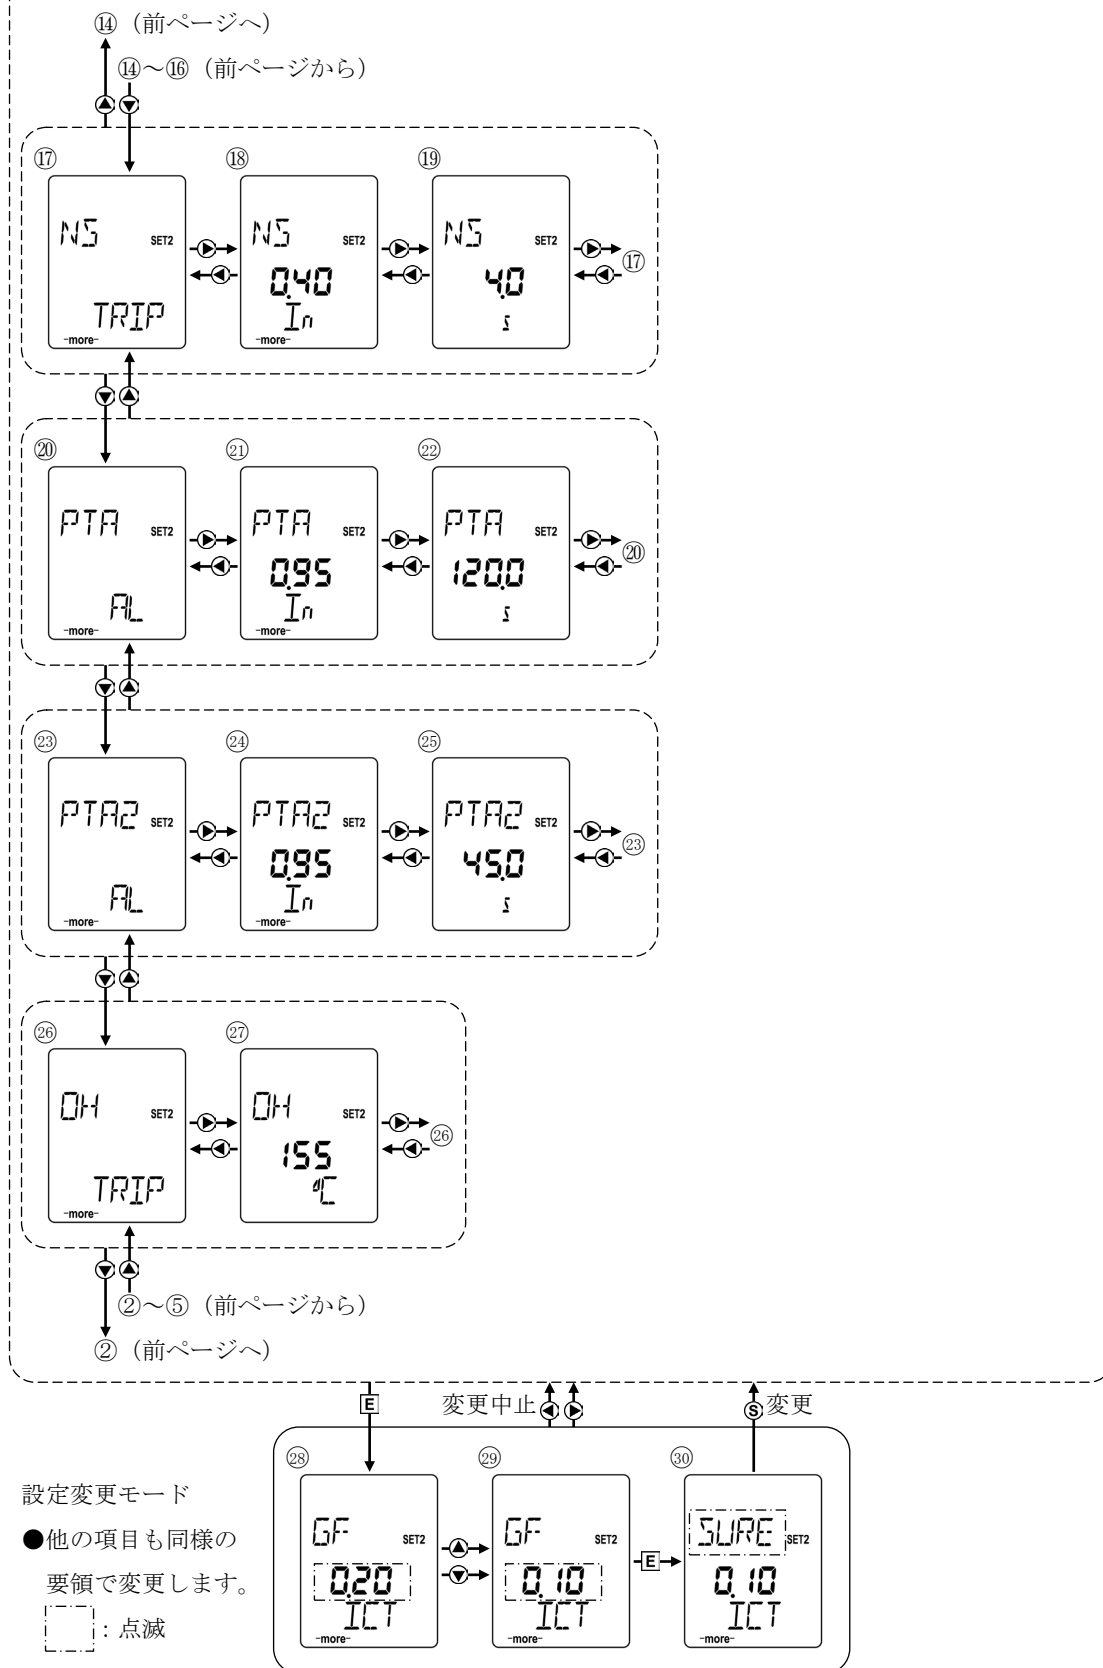 ⑭（前ページへ）
⑭～⑯（前ページから）
⑰ ⑱ ⑲
NS SET2 NS SET2 NS SET2
⑰
0.40 4.0
TRIP In s
-more- -more-
⑳ ㉑ ㉒
PTA SET2 PTA SET2 PTA SET2
⑳
0.95 120.0
AL In s
-more- -more-
㉓ ㉔ ㉕
PTA2 SET2 PTA2 SET2 PTA2 SET2
㉓
0.95 45.0
AL In s
-more- -more-
㉖ ㉗
OH SET2 OH SET2
㉖
155
TRIP ℃
-more-
②～⑤（前ページから）
②（前ページへ）
E 変更中止 S 変更
㉘ ㉙ ㉚
設定変更モード
GF SET2 GF SET2 SURE SET2
●他の項目も同様の
E
要領で変更します。
0.20 0.10 0.10
ICT ICT ICT
：点滅
-more- -more- -more-